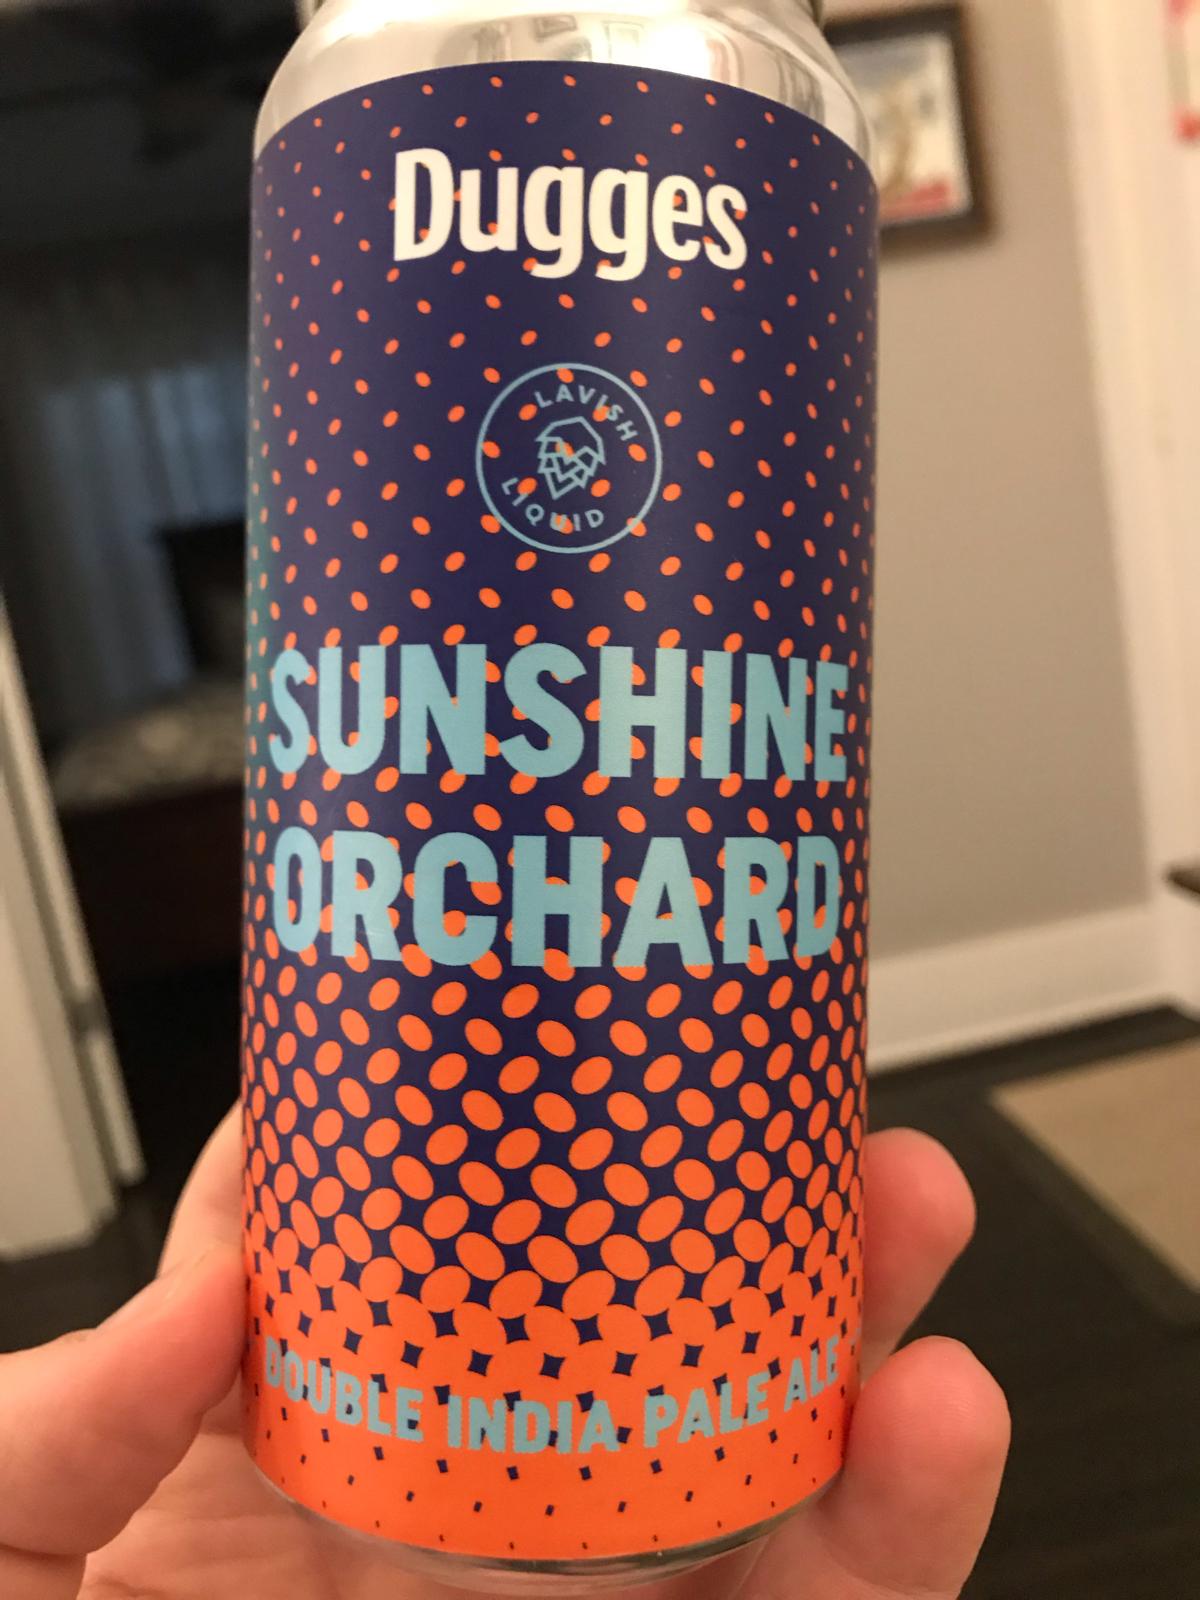 Dugges
LAVISH
LIQUID
SUNSHINE
ORCHARD
DOUBLE INDIA PALE ALE